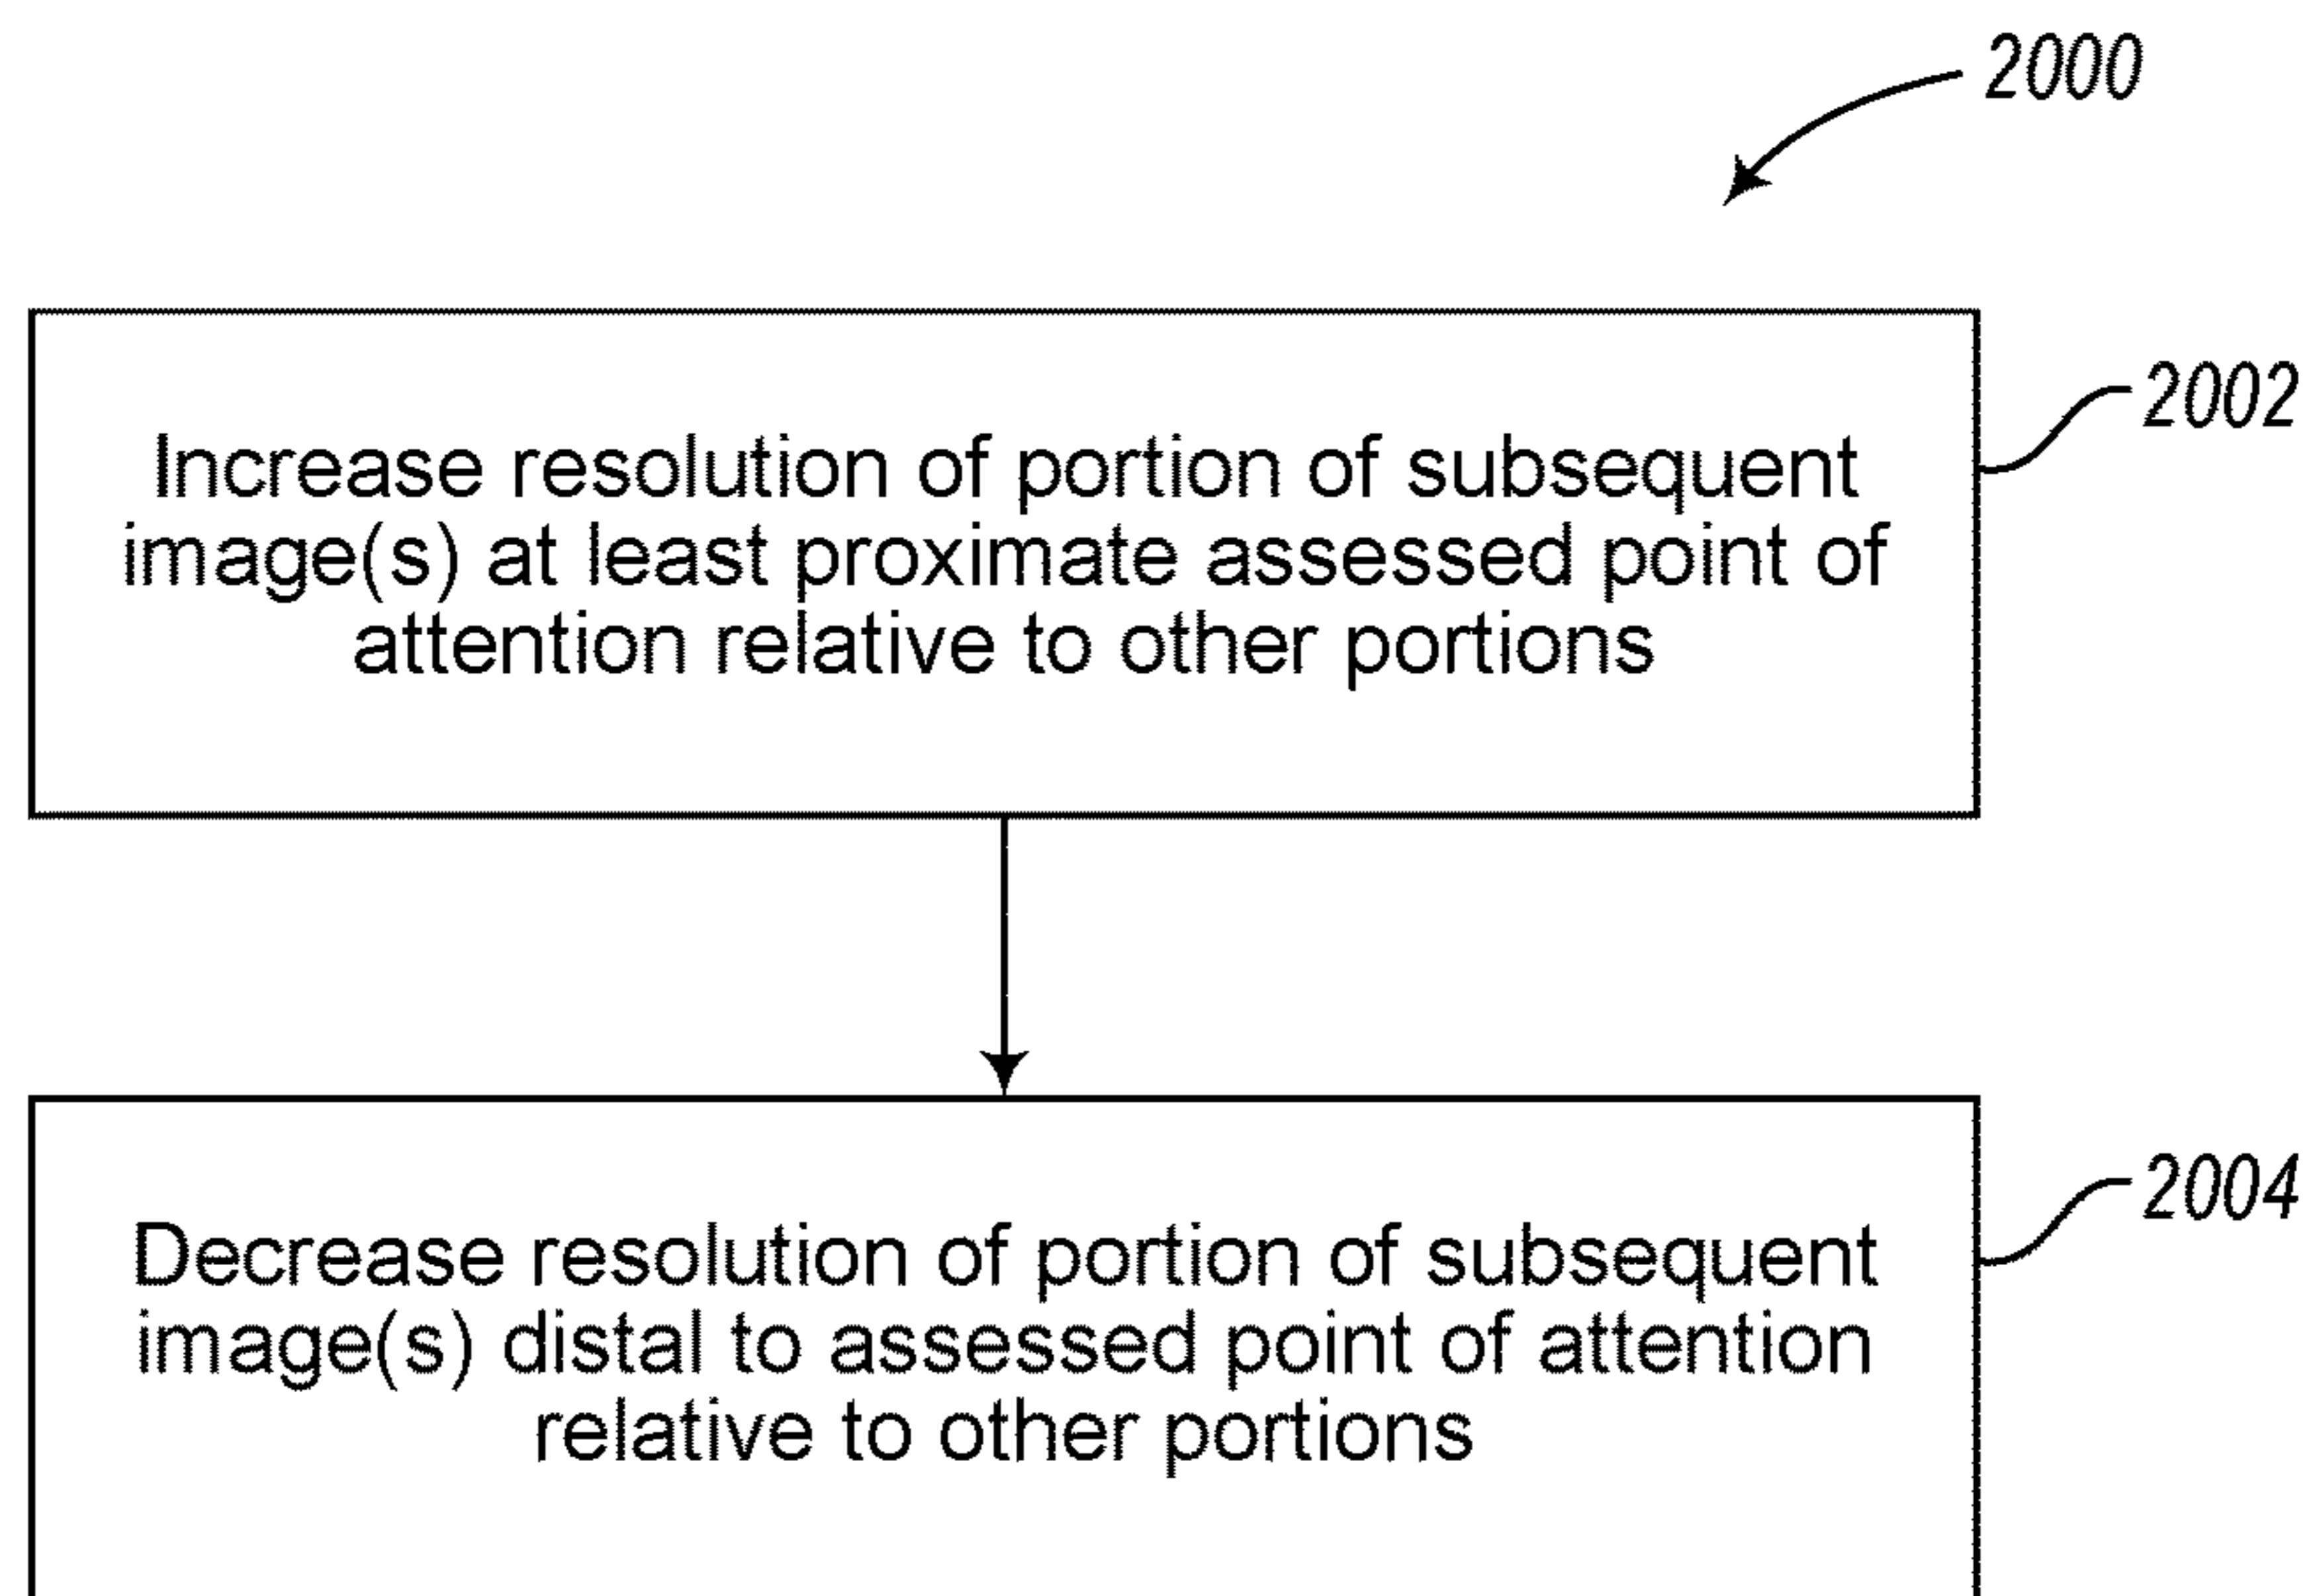 2000
2002
Increase resolution of portion of subsequent
image(s) at least proximate assessed point of
attention relative to other portions
2004
Decrease resolution of portion of subsequent
image(s) distal to assessed point of attention
relative to other portions